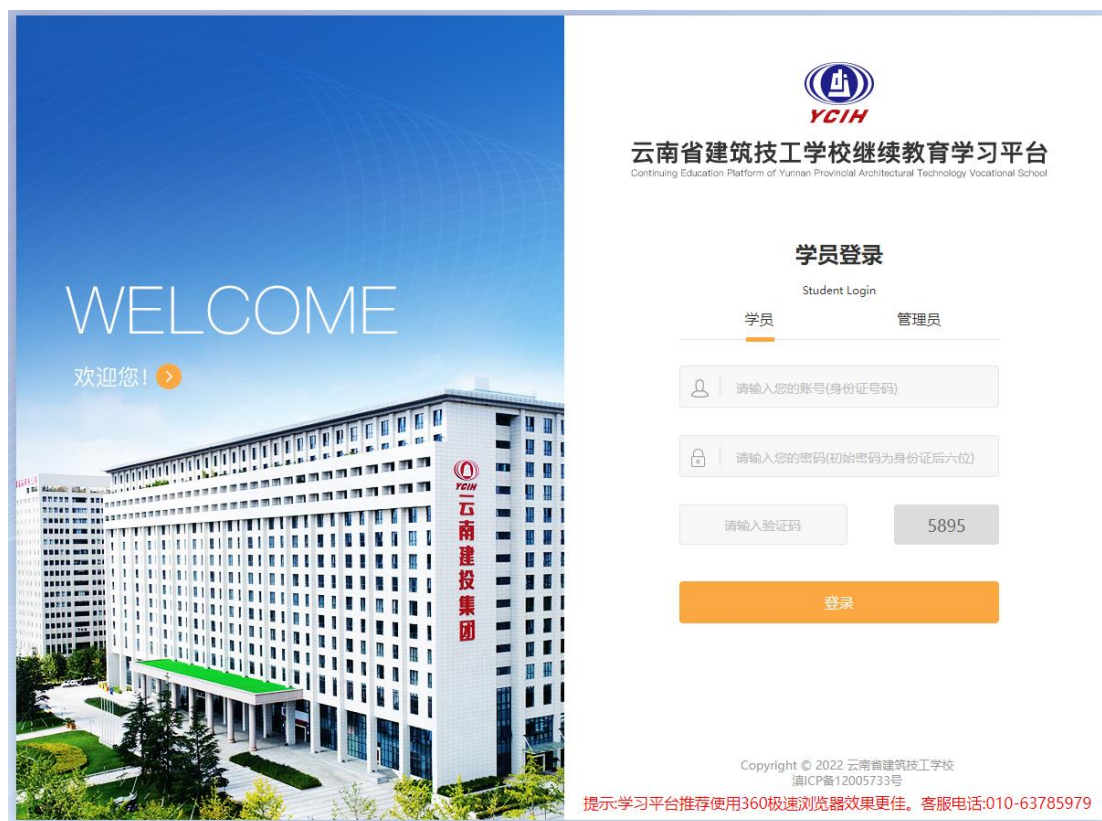 WELCOME
欢迎您!
YCIH
云南建投集团
YCIH
云南省建筑技工学校继续教育学习平台
Continuing Education Platform of Yunnan Provincial Architectural Technology Vocational School
学员登录
Student Login
学员 管理员
请输入您的账号(身份证号码)
请输入您的密码(初始密码为身份证后六位)
请输入验证码 5895
登录
Copyright © 2022 云南省建筑技工学校
滇ICP备12005733号
提示:学习平台推荐使用360极速浏览器效果更佳。客服电话:010-63785979